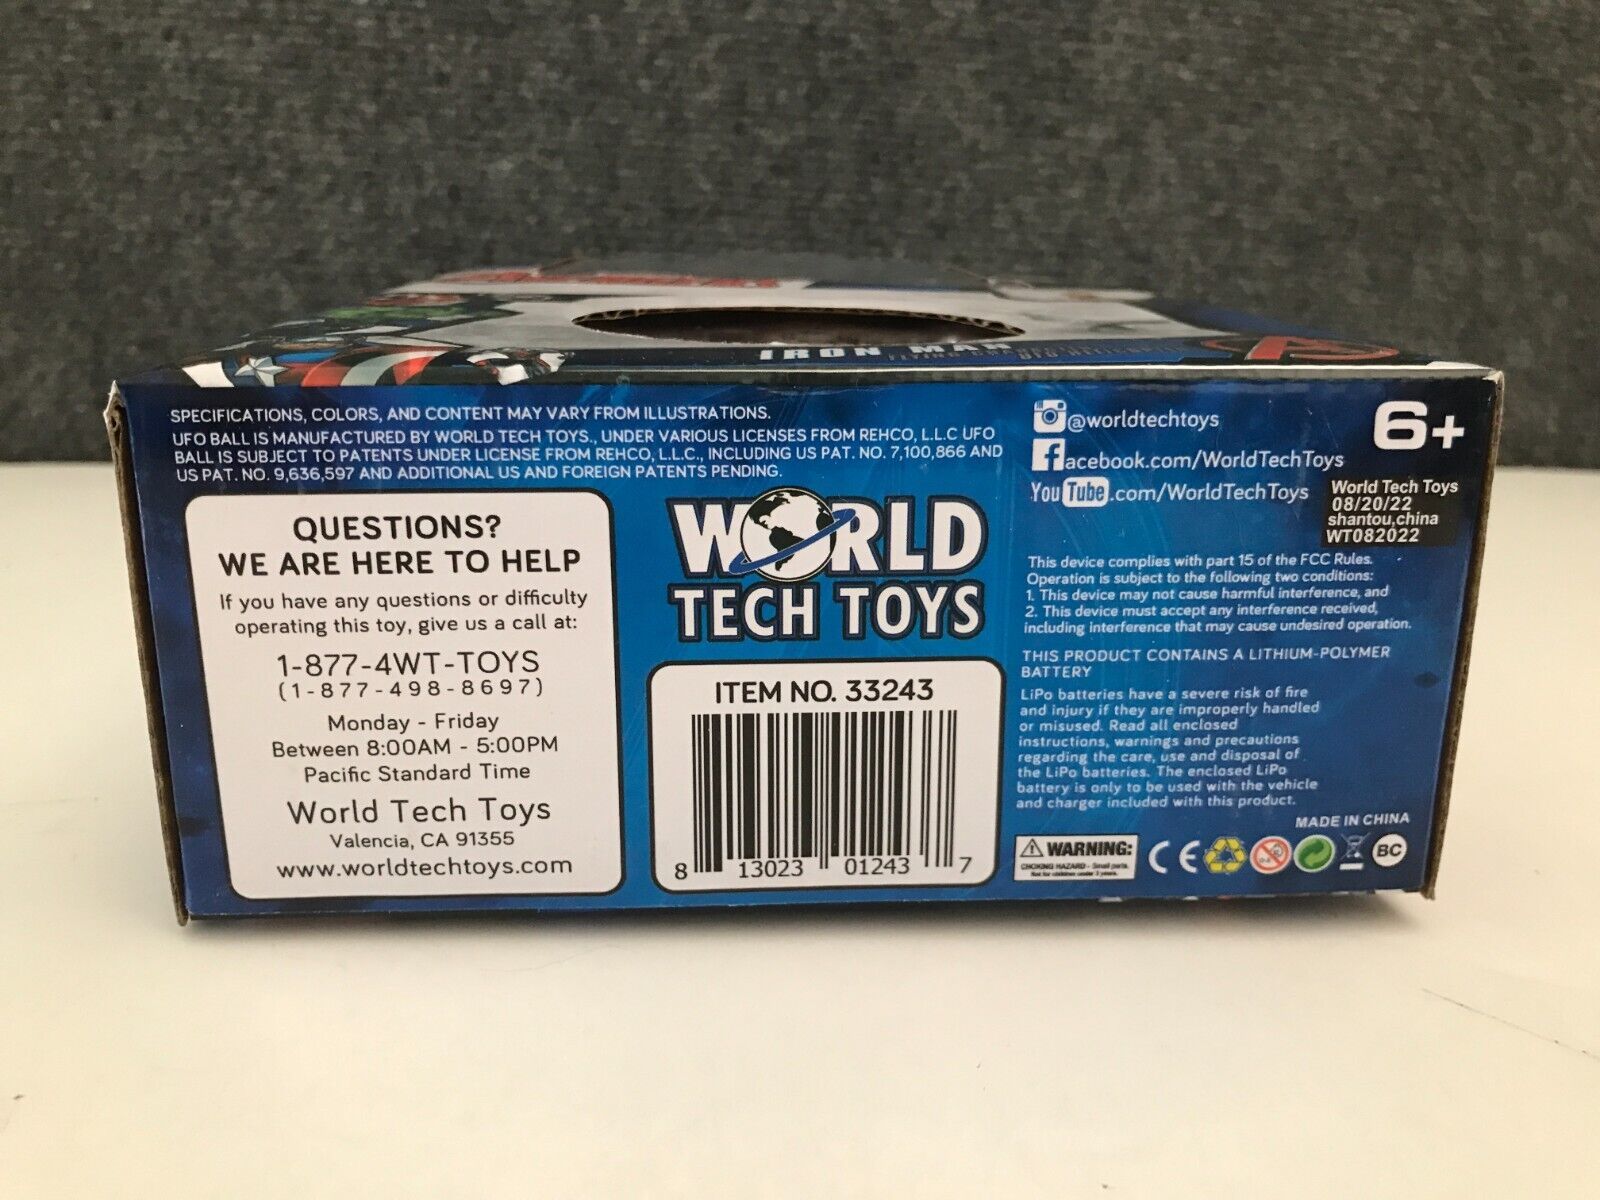 IRON MAN
SPECIFICATIONS, COLORS, AND CONTENT MAY VARY FROM ILLUSTRATIONS.
UFO BALL IS MANUFACTURED BY WORLD TECH TOYS., UNDER VARIOUS LICENSES FROM REHCO, L.L.C UFO
BALL IS SUBJECT TO PATENTS UNDER LICENSE FROM REHCO, L.L.C., INCLUDING US PAT. NO. 7,100,866 AND
US PAT. NO. 9,636,597 AND ADDITIONAL US AND FOREIGN PATENTS PENDING.
QUESTIONS?
WE ARE HERE TO HELP
If you have any questions or difficulty
operating this toy, give us a call at:
1-877-4WT-TOYS
(1-877-498-8697)
Monday - Friday
Between 8:00AM - 5:00PM
Pacific Standard Time
World Tech Toys
Valencia, CA 91355
www.worldtechtoys.com
WORLD
TECH TOYS
ITEM NO. 33243
8 13023 01243 7
@worldtechtoys
facebook.com/WorldTechToys
YouTube.com/WorldTechToys
6+
World Tech Toys
08/20/22
shantou,china
WT082022
This device complies with part 15 of the FCC Rules.
Operation is subject to the following two conditions:
1. This device may not cause harmful interference, and
2. This device must accept any interference received,
including interference that may cause undesired operation.
THIS PRODUCT CONTAINS A LITHIUM-POLYMER
BATTERY
LiPo batteries have a severe risk of fire
and injury if they are improperly handled
or misused. Read all enclosed
instructions, warnings and precautions
regarding the care, use and disposal of
the LiPo batteries. The enclosed LiPo
battery is only to be used with the vehicle
and charger included with this product.
MADE IN CHINA
WARNING:
CHOKING HAZARD - Small parts.
Not for children under 3 years.
CE
0-3
BC